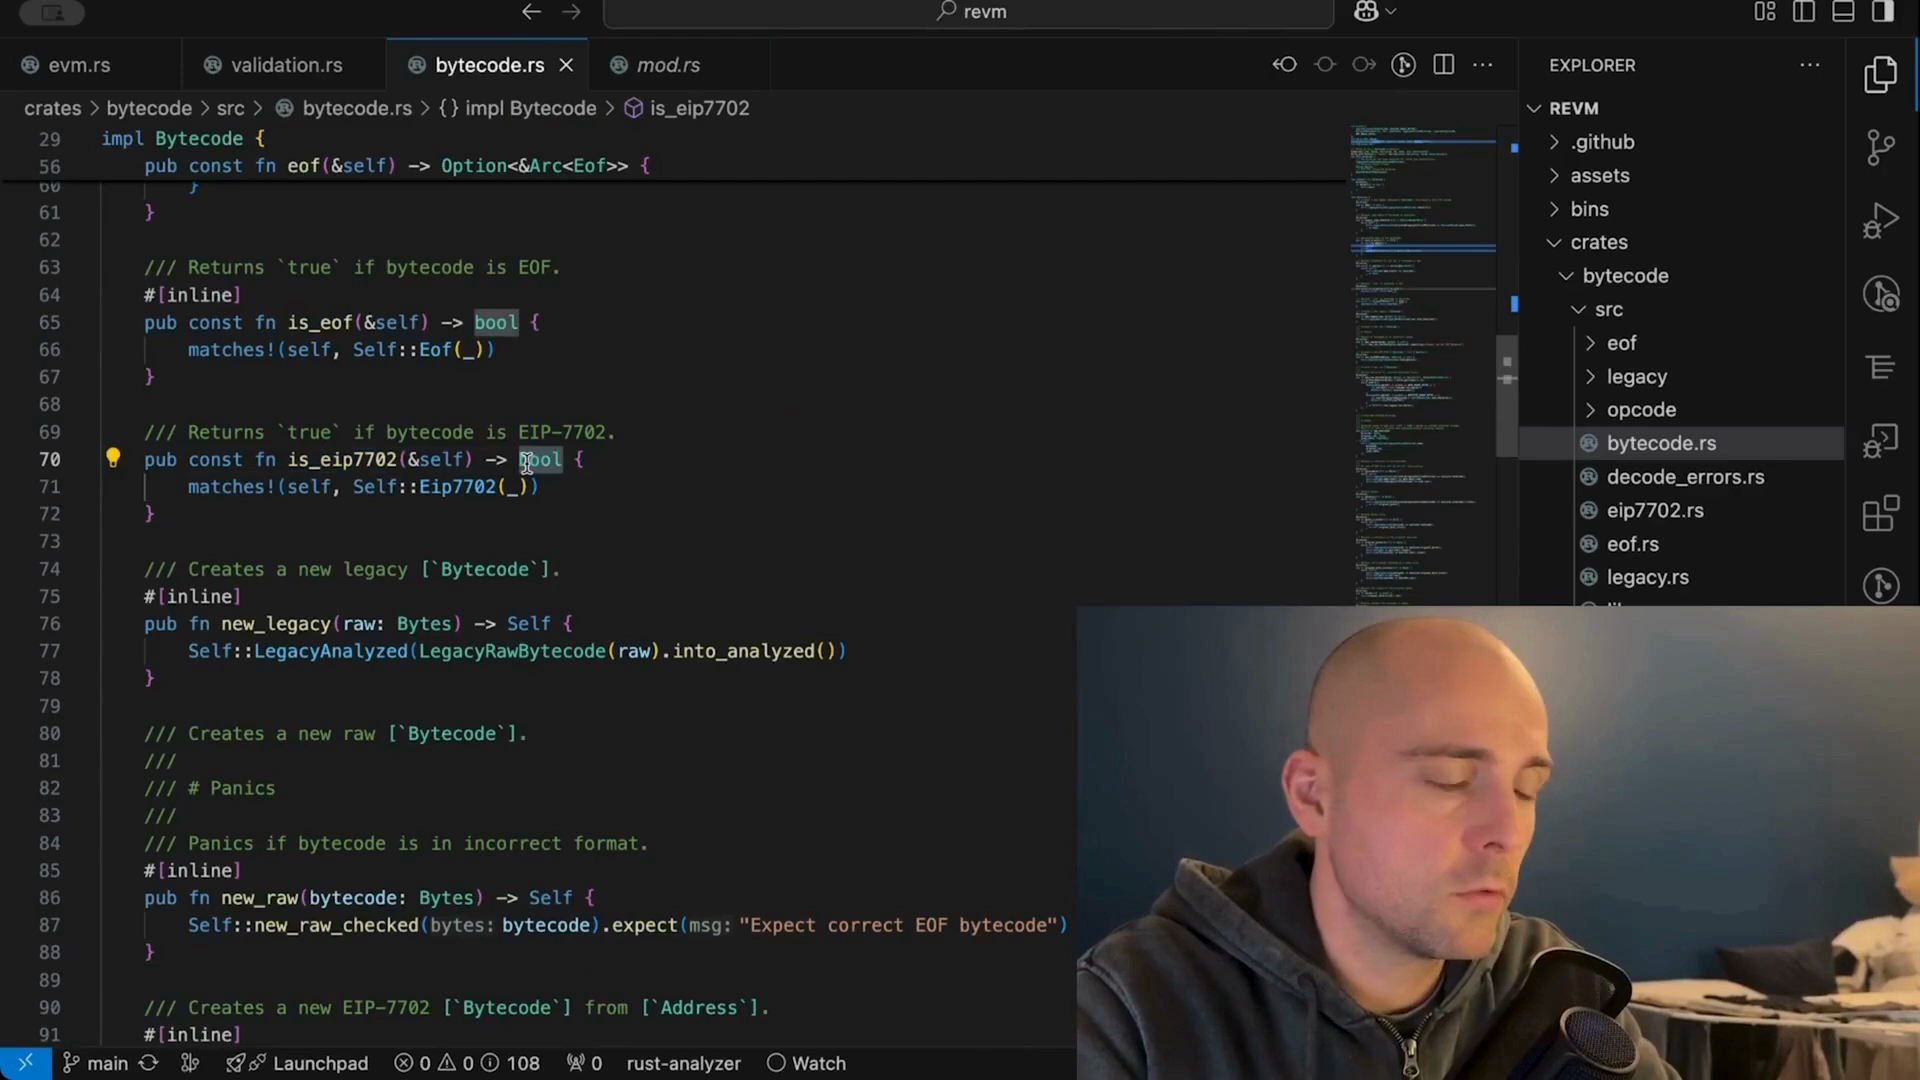 revm
evm.rs
validation.rs
bytecode.rs
mod.rs
EXPLORER
crates > bytecode > src > bytecode.rs > {} impl Bytecode > is_eip7702
REVM
29 impl Bytecode {
56 pub const fn eof(&self) -> Option<&Arc<Eof>> {
60 }
61 }
62
63 /// Returns `true` if bytecode is EOF.
64 #[inline]
65 pub const fn is_eof(&self) -> bool {
66 matches!(self, Self::Eof(_))
67 }
68
69 /// Returns `true` if bytecode is EIP-7702.
70 pub const fn is_eip7702(&self) -> bool {
71 matches!(self, Self::Eip7702(_))
72 }
73
74 /// Creates a new legacy [`Bytecode`].
75 #[inline]
76 pub fn new_legacy(raw: Bytes) -> Self {
77 Self::LegacyAnalyzed(LegacyRawBytecode(raw).into_analyzed())
78 }
79
80 /// Creates a new raw [`Bytecode`].
81 ///
82 /// # Panics
83 ///
84 /// Panics if bytecode is in incorrect format.
85 #[inline]
86 pub fn new_raw(bytecode: Bytes) -> Self {
87 Self::new_raw_checked(bytes: bytecode).expect(msg: "Expect correct EOF bytecode")
88 }
89
90 /// Creates a new EIP-7702 [`Bytecode`] from [`Address`].
91 #[inline]
.github
assets
bins
crates
bytecode
src
eof
legacy
opcode
bytecode.rs
decode_errors.rs
eip7702.rs
eof.rs
legacy.rs
main
Launchpad
0 0 108
0
rust-analyzer
Watch